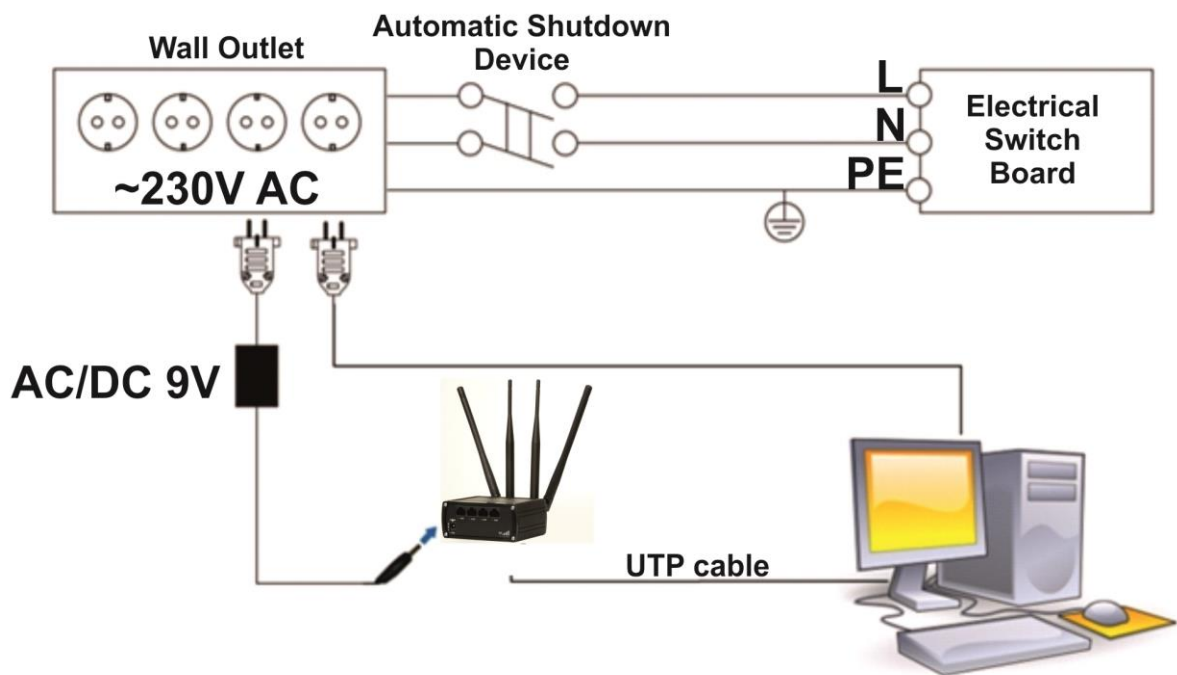 Wall Outlet
Automatic Shutdown
Device
L
N
PE
Electrical
Switch
Board
~230V AC
AC/DC 9V
UTP cable